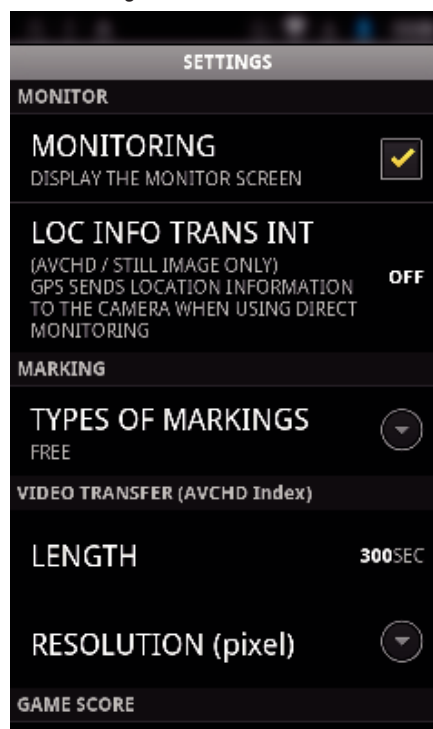 SETTINGS
MONITOR
MONITORING
DISPLAY THE MONITOR SCREEN
LOC INFO TRANS INT
(AVCHD / STILL IMAGE ONLY)
GPS SENDS LOCATION INFORMATION
TO THE CAMERA WHEN USING DIRECT
MONITORING
OFF
MARKING
TYPES OF MARKINGS
FREE
VIDEO TRANSFER (AVCHD Index)
LENGTH
300SEC
RESOLUTION (pixel)
GAME SCORE